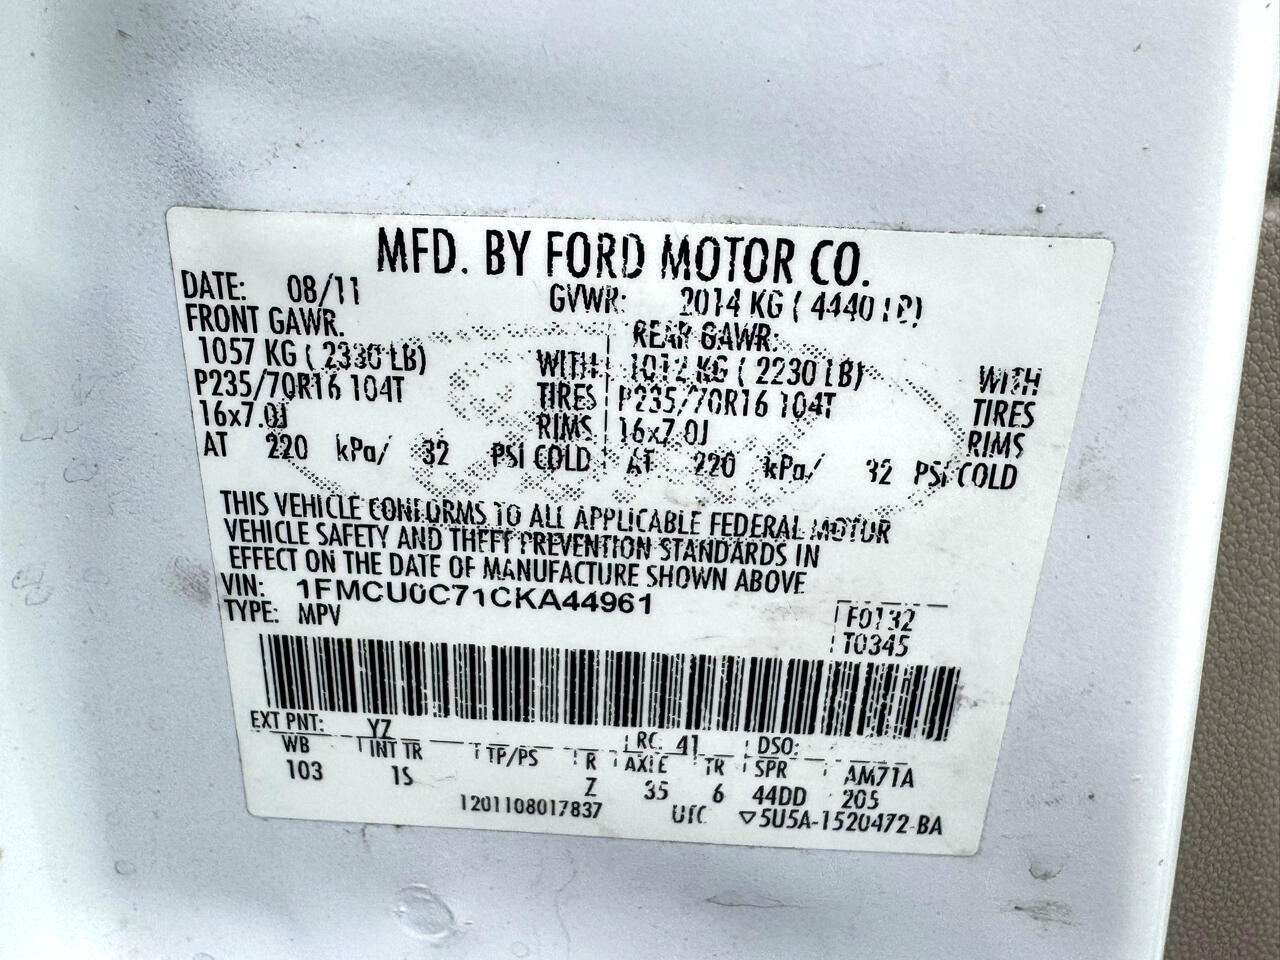 MFD. BY FORD MOTOR CO.
DATE: 08/11 GVWR: 2014 KG ( 4440 LB)
FRONT GAWR. REAR GAWR:
1057 KG ( 2330 LB) WITH 1012 KG ( 2230 LB) WITH
P235/70R16 104T TIRES P235/70R16 104T TIRES
16x7.0J RIMS 16x7.0J RIMS
AT 220 kPa/ 32 PSI COLD AT 220 kPa/ 32 PSI COLD
THIS VEHICLE CONFORMS TO ALL APPLICABLE FEDERAL MOTOR
VEHICLE SAFETY AND THEFT PREVENTION STANDARDS IN
EFFECT ON THE DATE OF MANUFACTURE SHOWN ABOVE
VIN: 1FMCU0C71CKA44961
TYPE: MPV
F0132
T0345
EXT PNT: YZ RC: 41 DSO:
WB INT TR TP/PS R AXLE TR SPR AM71A
103 1S Z 35 6 44DD 205
1201108017837 UTC ▽5U5A-1520472-BA